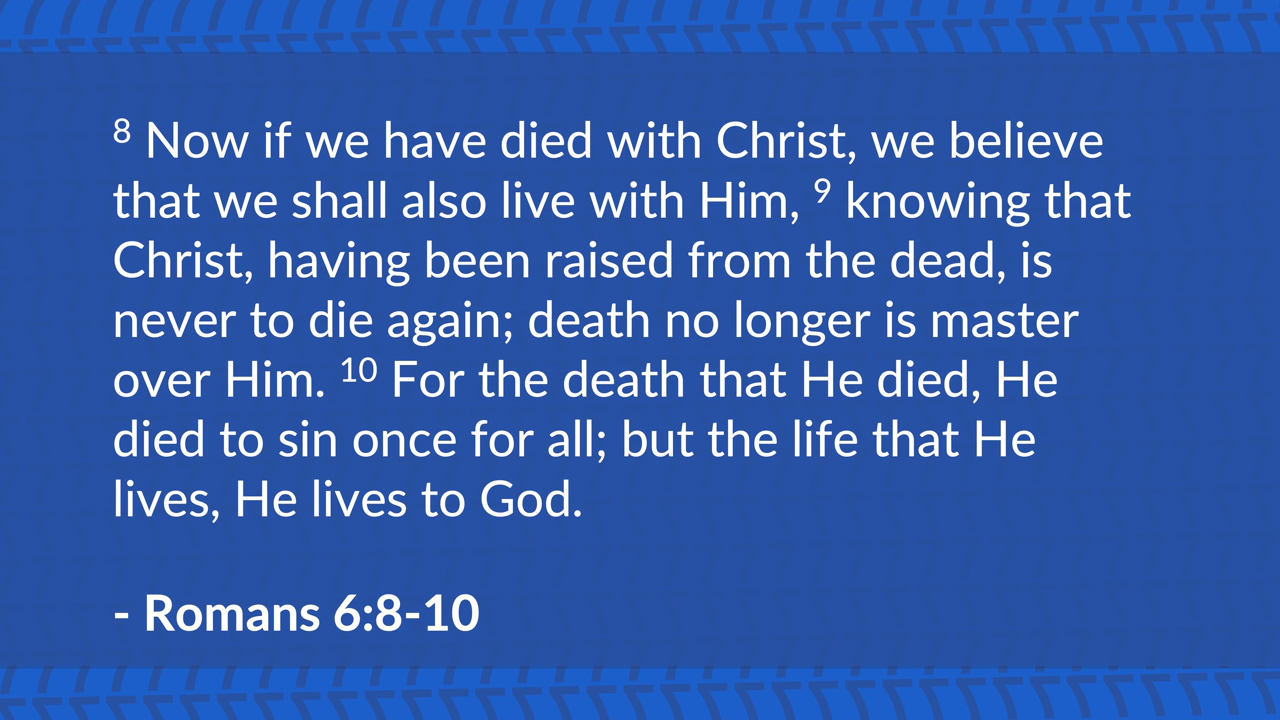 8 Now if we have died with Christ, we believe
that we shall also live with Him, 9 knowing that
Christ, having been raised from the dead, is
never to die again; death no longer is master
over Him. 10 For the death that He died, He
died to sin once for all; but the life that He
lives, He lives to God.
- Romans 6:8-10